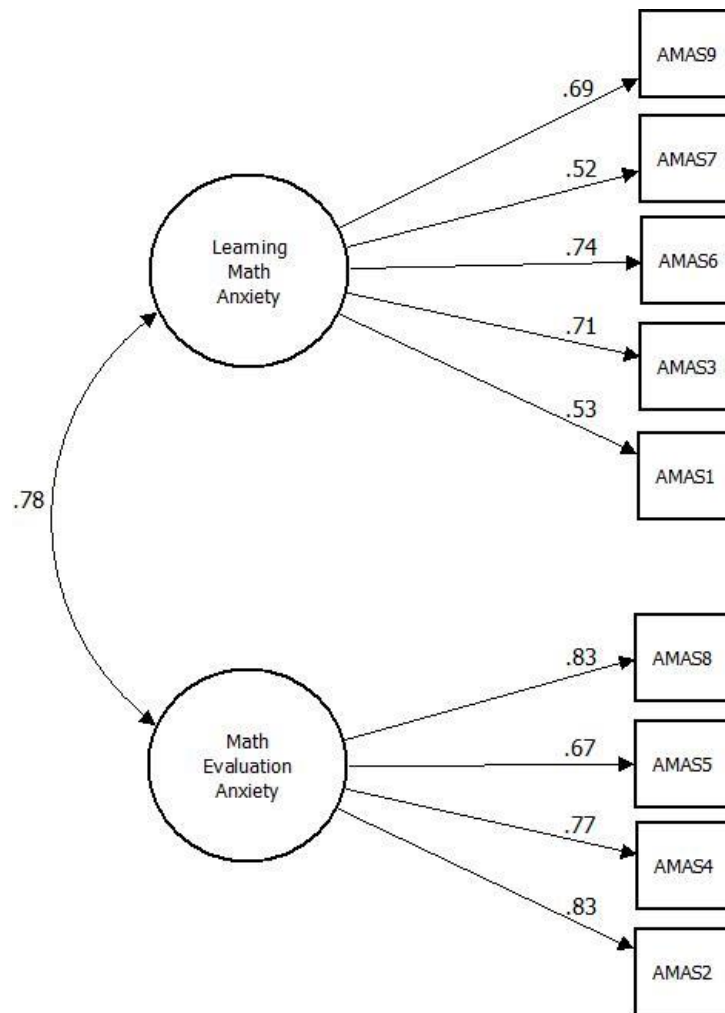 AMAS9
.69
AMAS7
.52
Learning
Math
Anxiety
.74
AMAS6
.71
AMAS3
.53
AMAS1
.78
.83
AMAS8
Math
Evaluation
Anxiety
.67
AMAS5
.77
AMAS4
.83
AMAS2